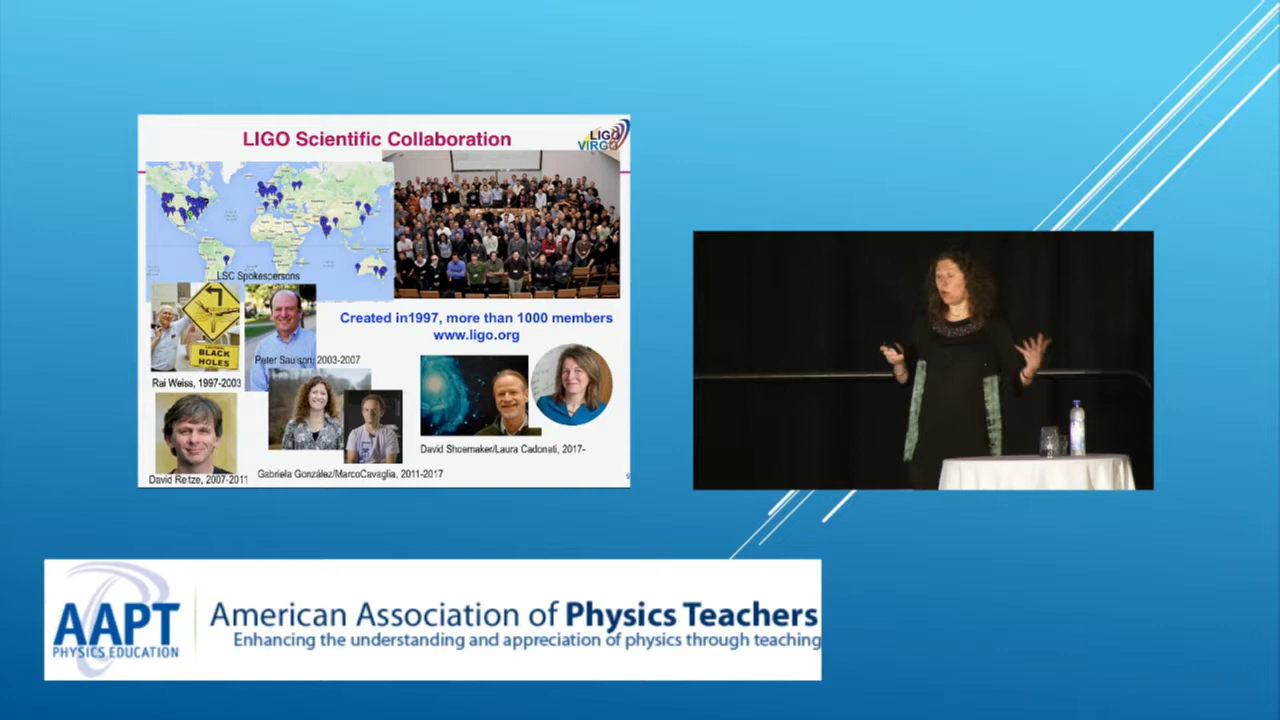 LIGO Scientific Collaboration
LIGO
VIRGO
LSC Spokespersons
BLACK
HOLES
Created in1997, more than 1000 members
www.ligo.org
Peter Saulson, 2003-2007
Rai Weiss, 1997-2003
David Shoemaker/Laura Cadonati, 2017-
Gabriela González/MarcoCavaglia, 2011-2017
David Reitze, 2007-2011
AAPT
PHYSICS EDUCATION
American Association of Physics Teachers
Enhancing the understanding and appreciation of physics through teaching